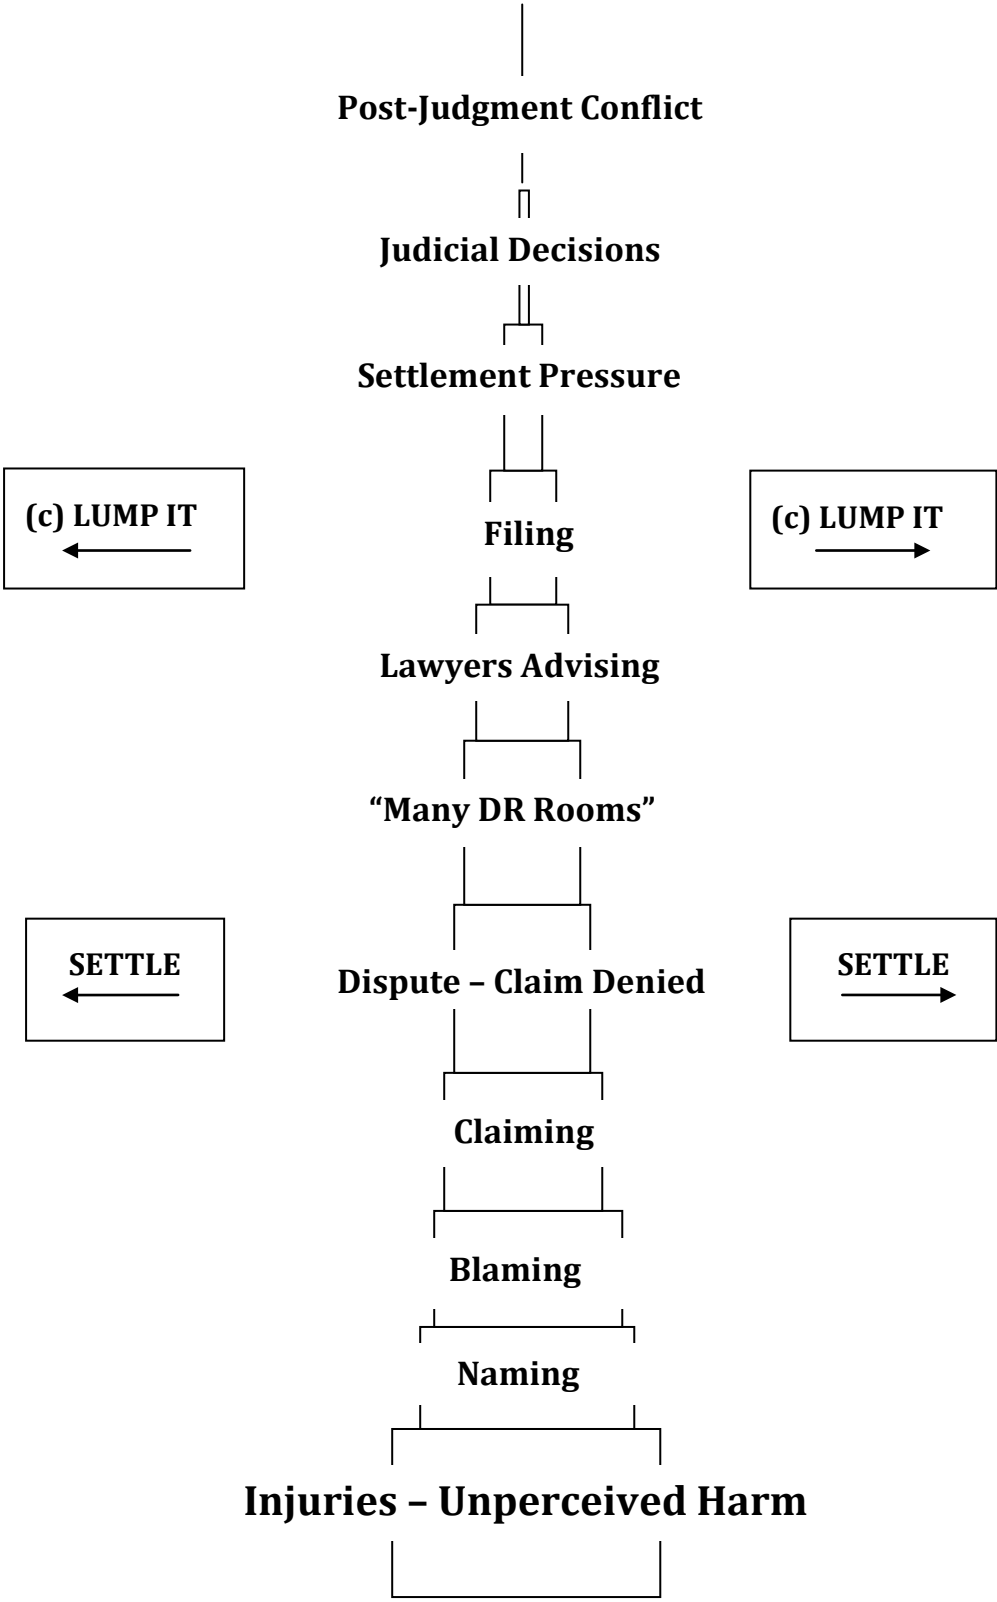 Post-Judgment Conflict
Judicial Decisions
Settlement Pressure
(c) LUMP IT
(c) LUMP IT
Filing
Lawyers Advising
“Many DR Rooms”
SETTLE
SETTLE
Dispute – Claim Denied
Claiming
Blaming
Naming
Injuries – Unperceived Harm